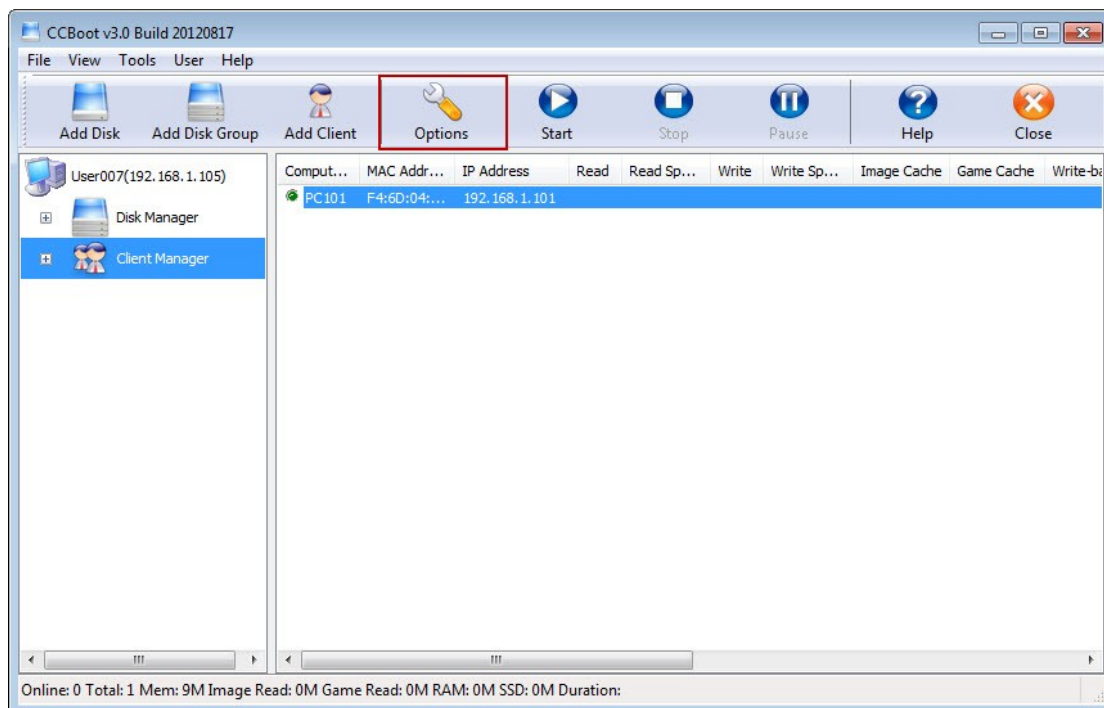 CCBoot v3.0 Build 20120817
File View Tools User Help
Add Disk Add Disk Group Add Client Options Start Stop Pause Help Close
User007(192.168.1.105)
Disk Manager
Client Manager
Comput... MAC Addr... IP Address Read Read Sp... Write Write Sp... Image Cache Game Cache Write-ba
PC101 F4:6D:04:... 192.168.1.101
Online: 0 Total: 1 Mem: 9M Image Read: 0M Game Read: 0M RAM: 0M SSD: 0M Duration: